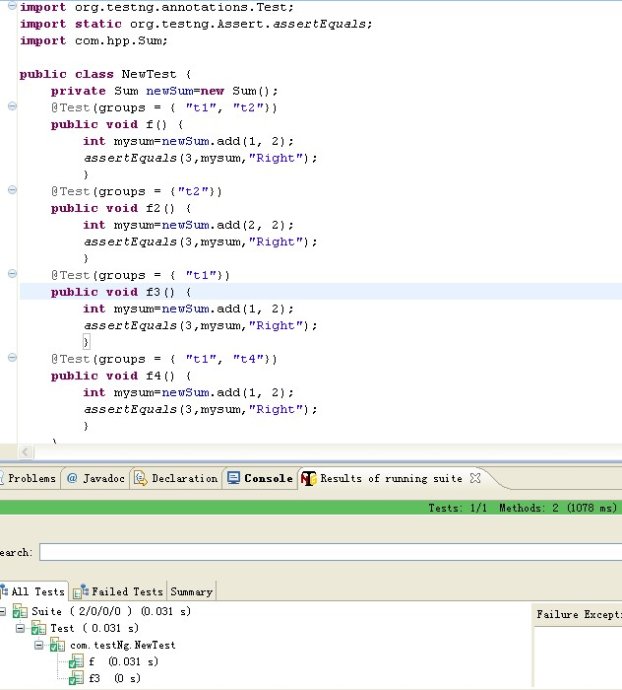 import org.testng.annotations.Test;
import static org.testng.Assert.assertEquals;
import com.hpp.Sum;
public class NewTest {
private Sum newSum=new Sum();
@Test(groups = { "t1", "t2"})
public void f() {
int mysum=newSum.add(1, 2);
assertEquals(3,mysum,"Right");
}
@Test(groups = {"t2"})
public void f2() {
int mysum=newSum.add(2, 2);
assertEquals(3,mysum,"Right");
}
@Test(groups = { "t1"})
public void f3() {
int mysum=newSum.add(1, 2);
assertEquals(3,mysum,"Right");
}
@Test(groups = { "t1", "t4"})
public void f4() {
int mysum=newSum.add(1, 2);
assertEquals(3,mysum,"Right");
}
Problems @ Javadoc Declaration Console Results of running suite
Tests: 1/1 Methods: 2 (1078 ms)
earch:
All Tests Failed Tests Summary
Suite ( 2/0/0/0 ) (0.031 s)
Failure Excepti
Test ( 0.031 s)
com.testNg.NewTest
f (0.031 s)
f3 (0 s)